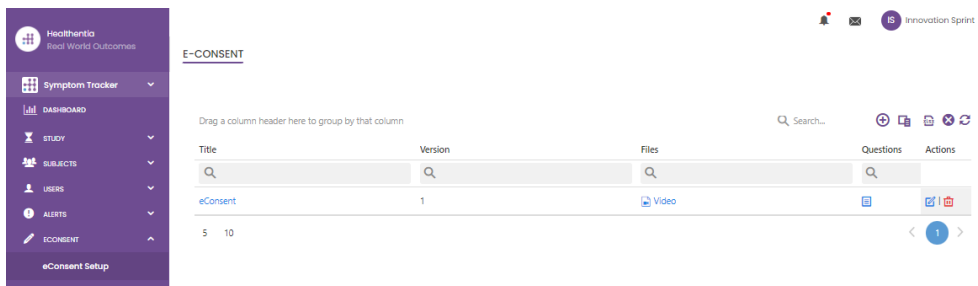 Healthentia
Real World Outcomes
IS Innovation Sprint
E-CONSENT
Symptom Tracker
DASHBOARD
STUDY
SUBJECTS
USERS
ALERTS
ECONSENT
eConsent Setup
Drag a column header here to group by that column
Search...
Title Version Files Questions Actions
eConsent 1 Video
5 10
1